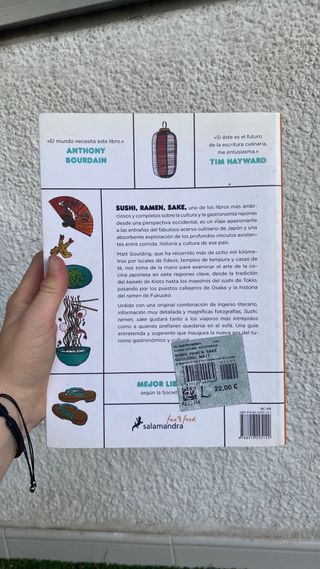 «El mundo necesita este libro.»
ANTHONY
BOURDAIN
«Si éste es el futuro
de la escritura culinaria,
me entusiasma.»
TIM HAYWARD
SUSHI, RAMEN, SAKE, uno de los libros más ambi-
ciosos y completos sobre la cultura y la gastronomía niponas
desde una perspectiva occidental, es un viaje apasionante
a las entrañas del fabuloso acervo culinario de Japón y una
absorbente exploración de los profundos vínculos existen-
tes entre comida, historia y cultura de ese país.
Matt Goulding, que ha recorrido más de ocho mil kilóme-
tros por locales de fideos, templos de tempura y casas de
té, nos toma de la mano para examinar el arte de la co-
cina japonesa en siete regiones clave, desde la tradición
del kaiseki de Kioto hasta los maestros del sushi de Tokio,
pasando por los puestos callejeros de Osaka y la historia
del ramen de Fukuoka.
Urdido con una original combinación de ingenio literario,
información muy detallada y magníficas fotografías, Sushi,
ramen, sake gustará tanto a los viajeros más intrépidos
como a quienes prefieren quedarse en el sofá. Una guía
entretenida y sugerente que inaugura la nueva era del tu-
rismo gastronómico y cultural.
MEJOR LIB
según la Socie
SUSHI RAMEN SAKE
GOULDING, MATT
22,00 €
fun & food
salamandra